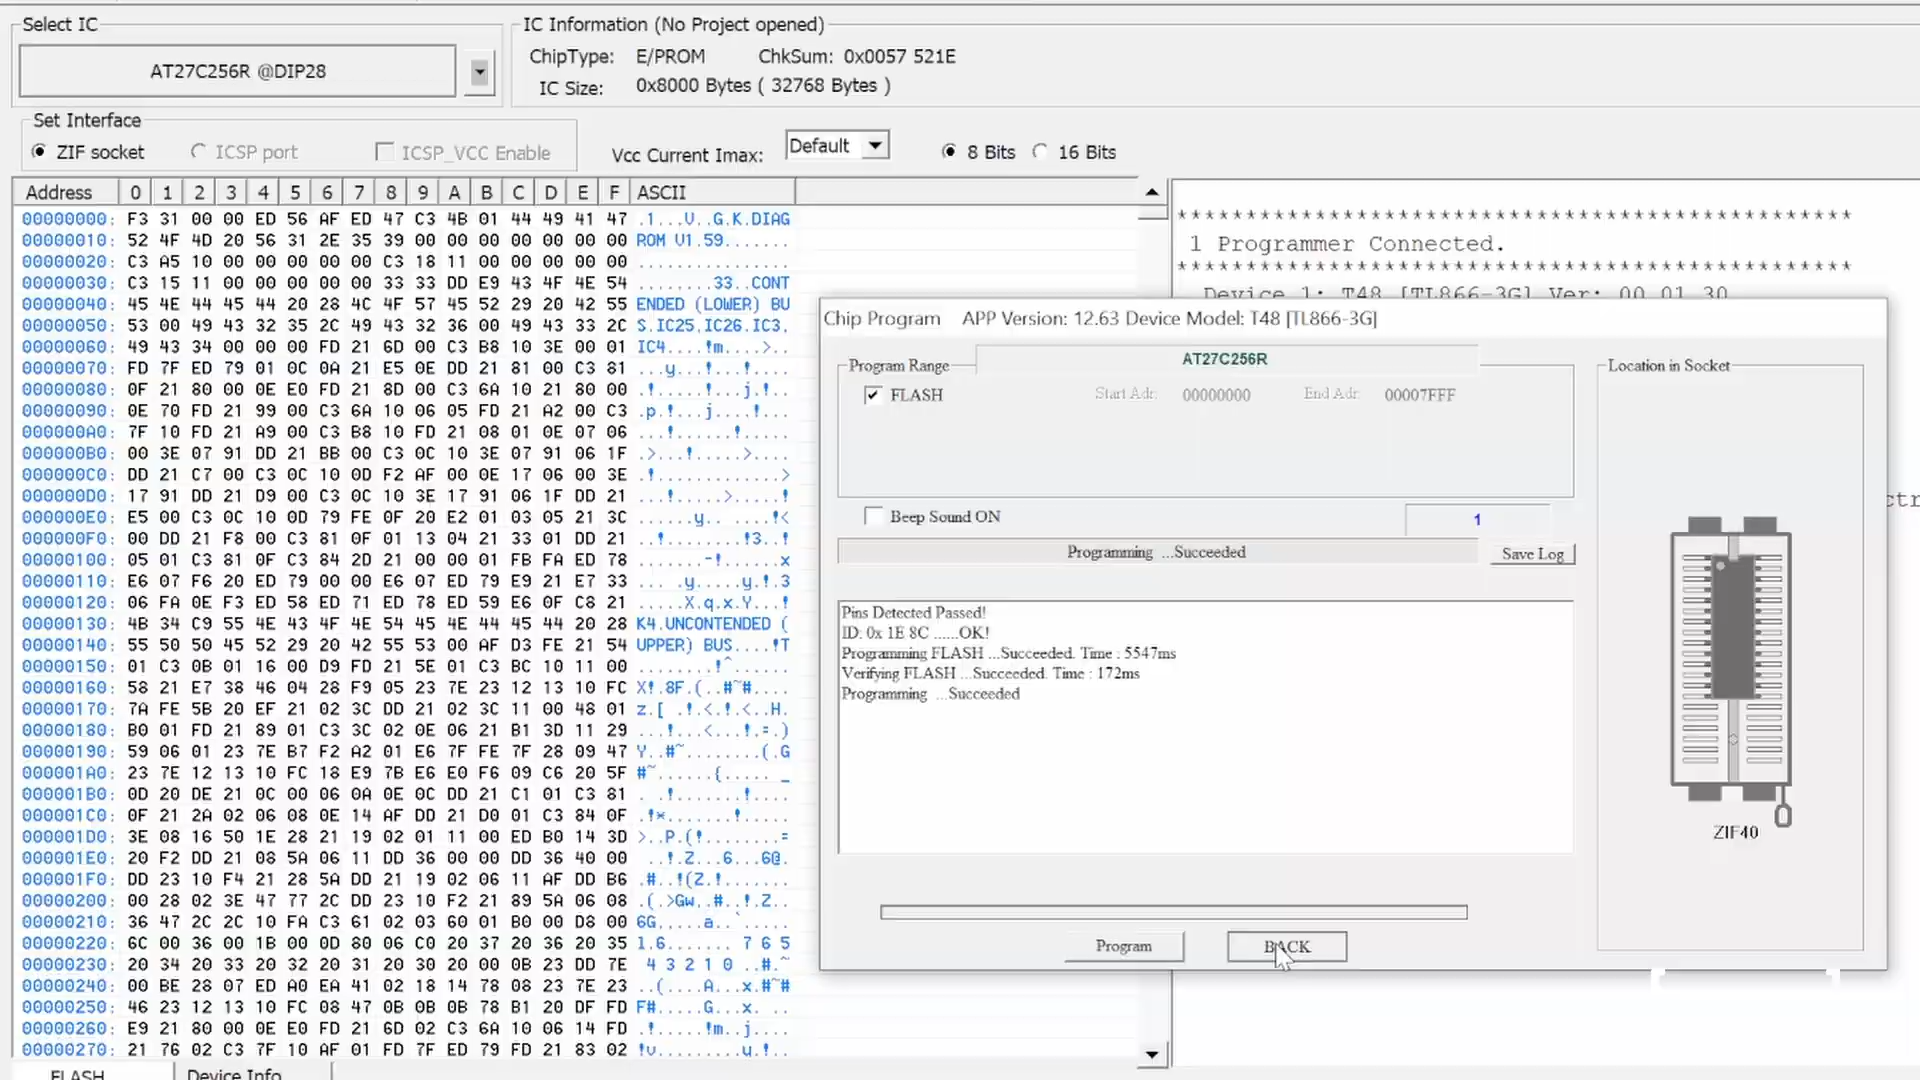 Select IC
AT27C256R @DIP28
IC Information (No Project opened)
ChipType: E/PROM ChkSum: 0x0057 521E
IC Size: 0x8000 Bytes ( 32768 Bytes )
Set Interface
ZIF socket ICSP port ICSP_VCC Enable
Vcc Current Imax: Default 8 Bits 16 Bits
Address 0 1 2 3 4 5 6 7 8 9 A B C D E F ASCII
00000000: F3 31 00 00 ED 56 AF ED 47 C3 4B 01 44 49 41 47 .1...V..G.K.DIAG
00000010: 52 4F 4D 20 56 31 2E 35 39 00 00 00 00 00 00 00 ROM V1.59.......
00000020: C3 A5 10 00 00 00 00 00 C3 18 11 00 00 00 00 00 ................
00000030: C3 15 11 00 00 00 00 00 33 33 DD E9 43 4F 4E 54 ........33..CONT
00000040: 45 4E 44 45 44 20 28 4C 4F 57 45 52 29 20 42 55 ENDED (LOWER) BU
00000050: 53 00 49 43 32 35 2C 49 43 32 36 00 49 43 33 2C S.IC25,IC26.IC3,
00000060: 49 43 34 00 00 00 FD 21 6D 00 C3 B8 10 3E 00 01 IC4....!m....>..
00000070: FD 7F ED 79 01 0C 0A 21 E5 0E DD 21 81 00 C3 81 ...y...!...!....
00000080: 0F 21 80 00 0E E0 FD 21 8D 00 C3 6A 10 21 80 00 .!.....!...j.!..
00000090: 0E 70 FD 21 99 00 C3 6A 10 06 05 FD 21 A2 00 C3 .p.!...j....!...
000000A0: 7F 10 FD 21 A9 00 C3 B8 10 FD 21 08 01 0E 07 06 ...!......!.....
000000B0: 00 3E 07 91 DD 21 BB 00 C3 0C 10 3E 07 91 06 1F .>...!.....>....
000000C0: DD 21 C7 00 C3 0C 10 0D F2 AF 00 0E 17 06 00 3E .!.............>
000000D0: 17 91 DD 21 D9 00 C3 0C 10 3E 17 91 06 1F DD 21 ...!.....>.....!
000000E0: E5 00 C3 0C 10 0D 79 FE 0F 20 E2 01 03 05 21 3C ......y.. ....!<
000000F0: 00 DD 21 F8 00 C3 81 0F 01 13 04 21 33 01 DD 21 ..!........!3..!
00000100: 05 01 C3 81 0F C3 84 2D 21 00 00 01 FB FA ED 78 .......-!......x
00000110: E6 07 F6 20 ED 79 00 00 E6 07 ED 79 E9 21 E7 33 ... .y.....y.!.3
00000120: 06 FA 0E F3 ED 58 ED 71 ED 78 ED 59 E6 0F C8 21 .....X.q.x.Y...!
00000130: 4B 34 C9 55 4E 43 4F 4E 54 45 4E 44 45 44 20 28 K4.UNCONTENDED (
00000140: 55 50 50 45 52 29 20 42 55 53 00 AF D3 FE 21 54 UPPER) BUS....!T
00000150: 01 C3 0B 01 16 00 D9 FD 21 5E 01 C3 BC 10 11 00 ........!^......
00000160: 58 21 E7 38 46 04 28 F9 05 23 7E 23 12 13 10 FC X!.8F.(..#~#....
00000170: 7A FE 5B 20 EF 21 02 3C DD 21 02 3C 11 00 48 01 z.[ .!.<.!.<..H.
00000180: B0 01 FD 21 89 01 C3 3C 02 0E 06 21 B1 3D 11 29 ...!...<...!.=.)
00000190: 59 06 01 23 7E B7 F2 A2 01 E6 7F FE 7F 28 09 47 Y..#~........(.G
000001A0: 23 7E 12 13 10 FC 18 E9 7B E6 E0 F6 09 C6 20 5F #~......{..... _
000001B0: 0D 20 DE 21 0C 00 06 0A 0E 0C DD 21 C1 01 C3 81 . .!.......!....
000001C0: 0F 21 2A 02 06 08 0E 14 AF DD 21 D0 01 C3 84 0F .!*.......!.....
000001D0: 3E 08 16 50 1E 28 21 19 02 01 11 00 ED B0 14 3D >..P.(!........=
000001E0: 20 F2 DD 21 08 5A 06 11 DD 36 00 00 DD 36 40 00 ..!.Z...6...6@.
000001F0: DD 23 10 F4 21 28 5A DD 21 19 02 06 11 AF DD B6 .#..!(Z.!.......
00000200: 00 28 02 3E 47 77 2C DD 23 10 F2 21 89 5A 06 08 .(.>Gw,.#..!.Z..
00000210: 36 47 2C 2C 10 FA C3 61 02 03 60 01 B0 00 D8 00 6G,,...a..`.....
00000220: 6C 00 36 00 1B 00 0D 80 06 C0 20 37 20 36 20 35 l.6....... 7 6 5
00000230: 20 34 20 33 20 32 20 31 20 30 20 00 0B 23 DD 7E 4 3 2 1 0 ..#.~
00000240: 00 BE 28 07 ED A0 EA 41 02 18 14 78 08 23 7E 23 ..(....A...x.#~#
00000250: 46 23 12 13 10 FC 08 47 0B 0B 0B 78 B1 20 DF FD F#.....G...x. ..
00000260: E9 21 80 00 0E E0 FD 21 6D 02 C3 6A 10 06 14 FD .!.....!m..j....
00000270: 21 76 02 C3 7F 10 AF 01 FD 7F ED 79 FD 21 83 02 !v.........y.!..
FLASH Device Info
*************************************************
1 Programmer Connected.
*************************************************
Device 1: T48 [TL866-3G] Ver: 00.01.30
ctr
Chip Program APP Version: 12.63 Device Model: T48 [TL866-3G]
Program Range AT27C256R
FLASH Start Adr: 00000000 End Adr: 00007FFF
Beep Sound ON 1
Programming ...Succeeded Save Log
Pins Detected Passed!
ID: 0x 1E 8C ......OK!
Programming FLASH ...Succeeded. Time : 5547ms
Verifying FLASH ...Succeeded. Time : 172ms
Programming ...Succeeded
Program BACK
Location in Socket
ZIF40